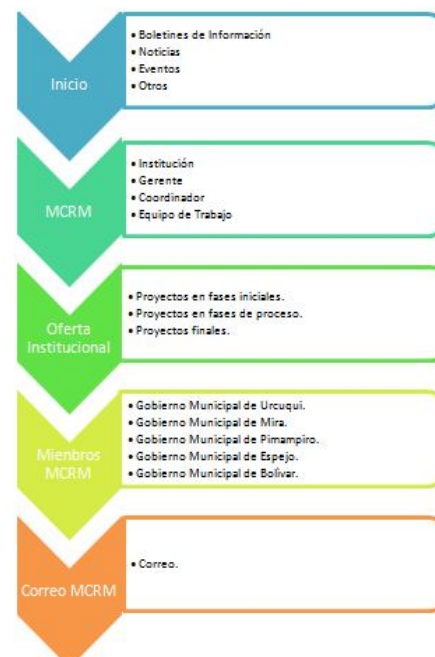 Inicio
• Boletines de Información
• Noticias
• Eventos
• Otros
MCRM
• Institución
• Gerente
• Coordinador
• Equipo de Trabajo
Oferta
Institucional
• Proyectos en fases iniciales.
• Proyectos en fases de proceso.
• Proyectos finales.
Mienbros
MCRM
• Gobierno Municipal de Urcuqui.
• Gobierno Municipal de Mira.
• Gobierno Municipal de Pimampiro.
• Gobierno Municipal de Espejo.
• Gobierno Municipal de Bolívar.
Correo MCRM
• Correo.